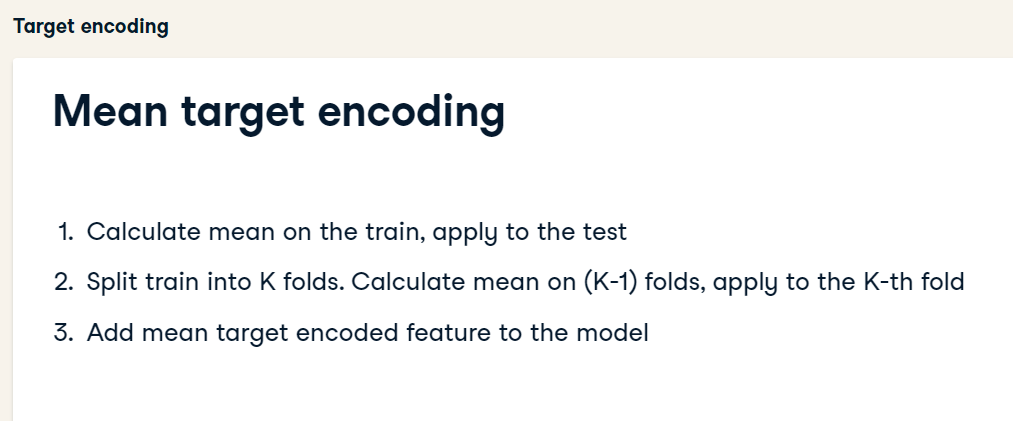 Target encoding
Mean target encoding
1. Calculate mean on the train, apply to the test
2. Split train into K folds. Calculate mean on (K-1) folds, apply to the K-th fold
3. Add mean target encoded feature to the model